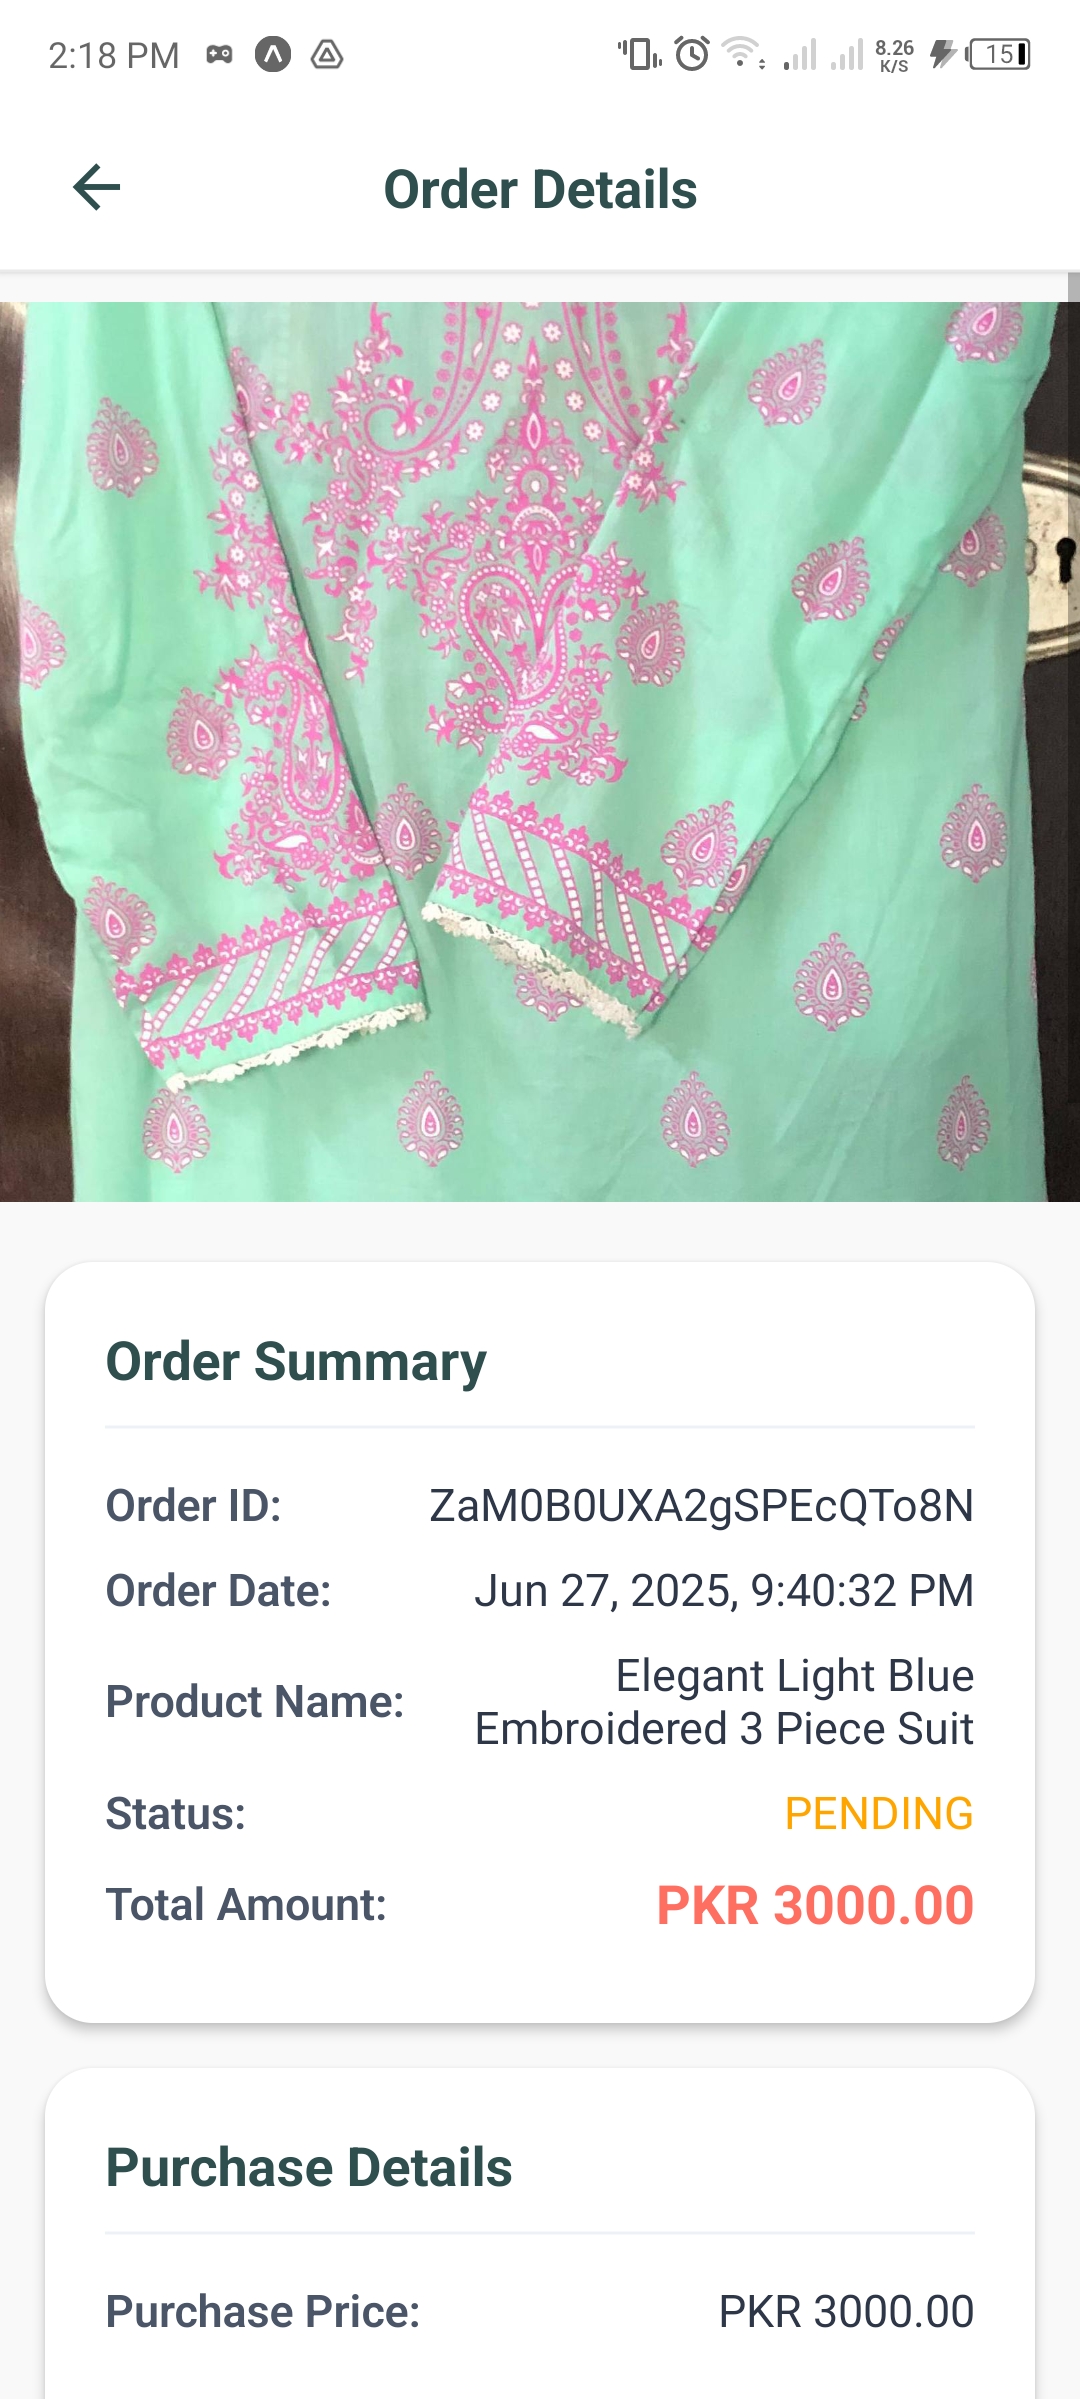 2:18 PM
8.26
K/S
15
Order Details
Order Summary
Order ID: ZaM0B0UXA2gSPEcQTo8N
Order Date: Jun 27, 2025, 9:40:32 PM
Product Name: Elegant Light Blue
Embroidered 3 Piece Suit
Status: PENDING
Total Amount: PKR 3000.00
Purchase Details
Purchase Price: PKR 3000.00